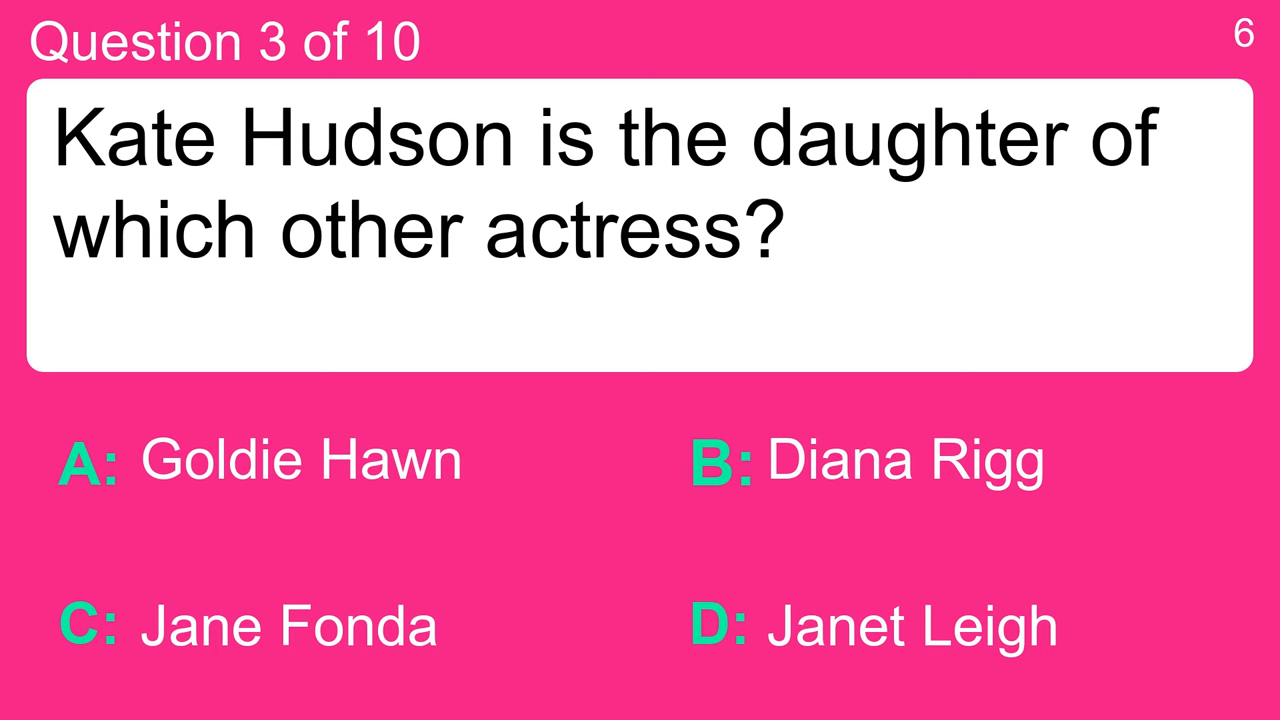 Question 3 of 10
6
Kate Hudson is the daughter of
which other actress?
A: Goldie Hawn
B: Diana Rigg
C: Jane Fonda
D: Janet Leigh